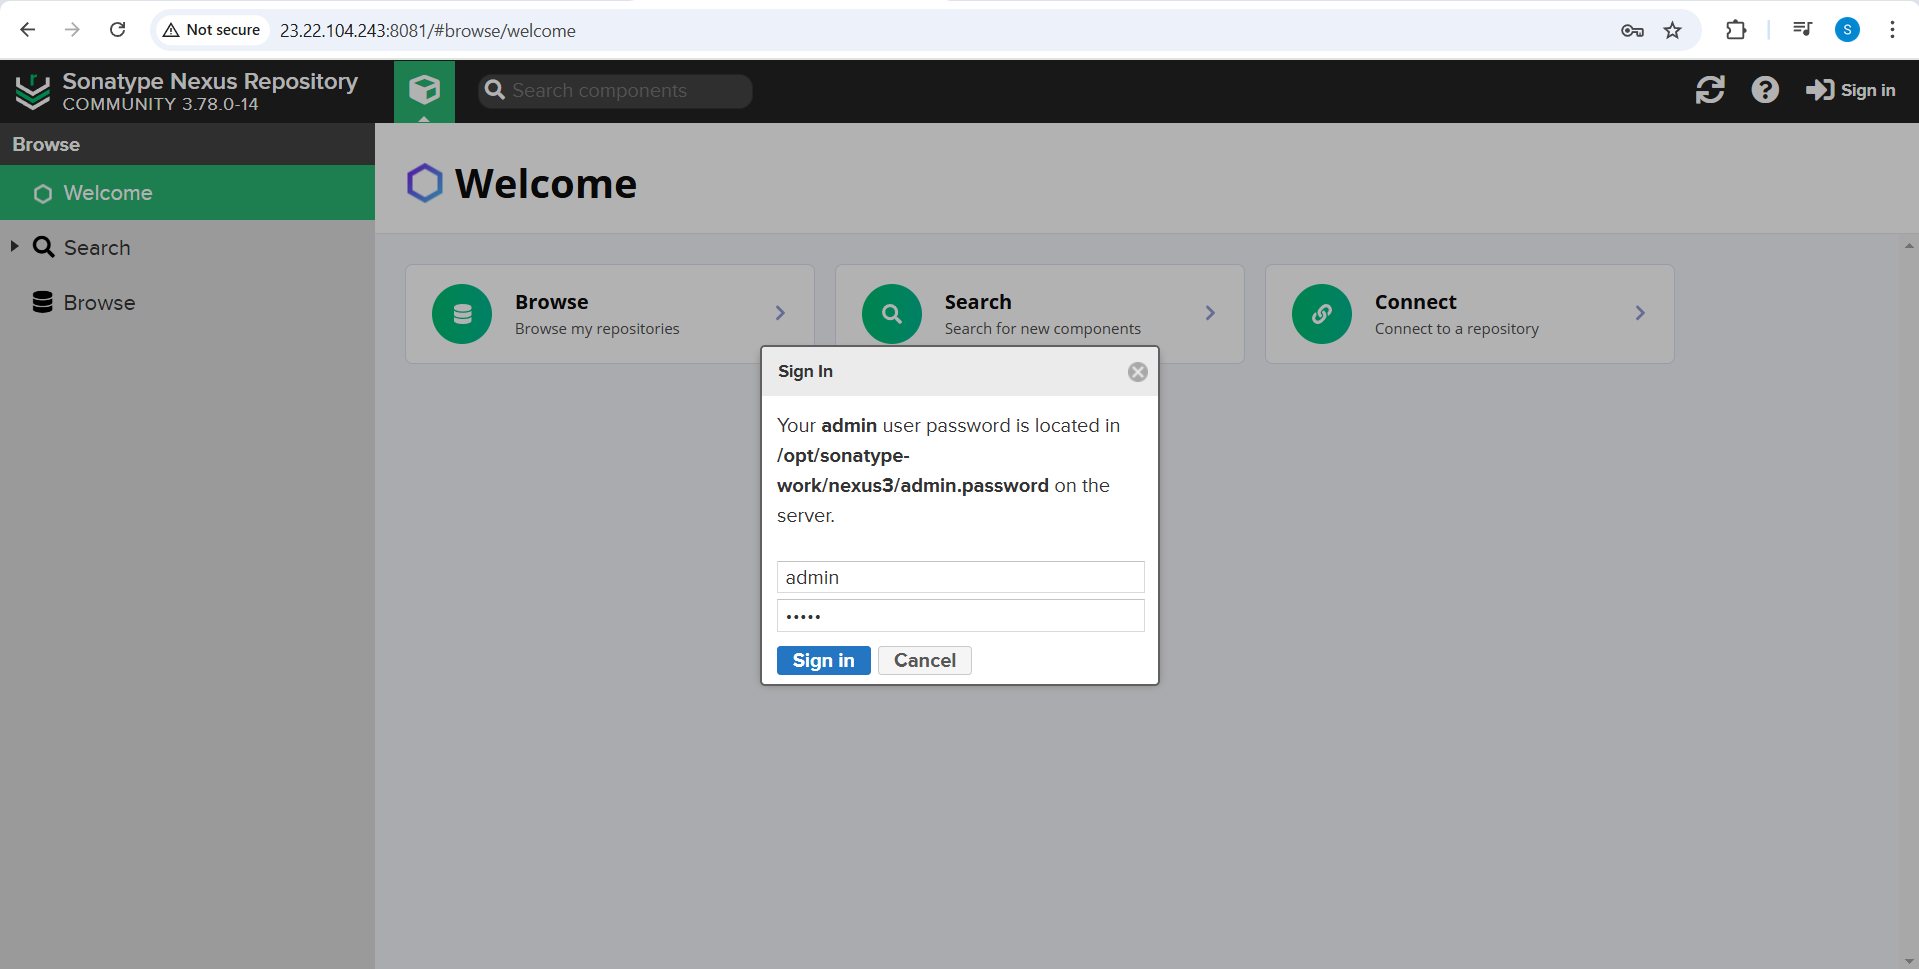 Not secure
23.22.104.243:8081/#browse/welcome
S
Sonatype Nexus Repository
COMMUNITY 3.78.0-14
Search components
Sign in
Browse
Welcome
Search
Browse
Welcome
Browse
Browse my repositories
Search
Search for new components
Connect
Connect to a repository
Sign In
Your admin user password is located in
/opt/sonatype-
work/nexus3/admin.password on the
server.
admin
•••••
Sign in
Cancel